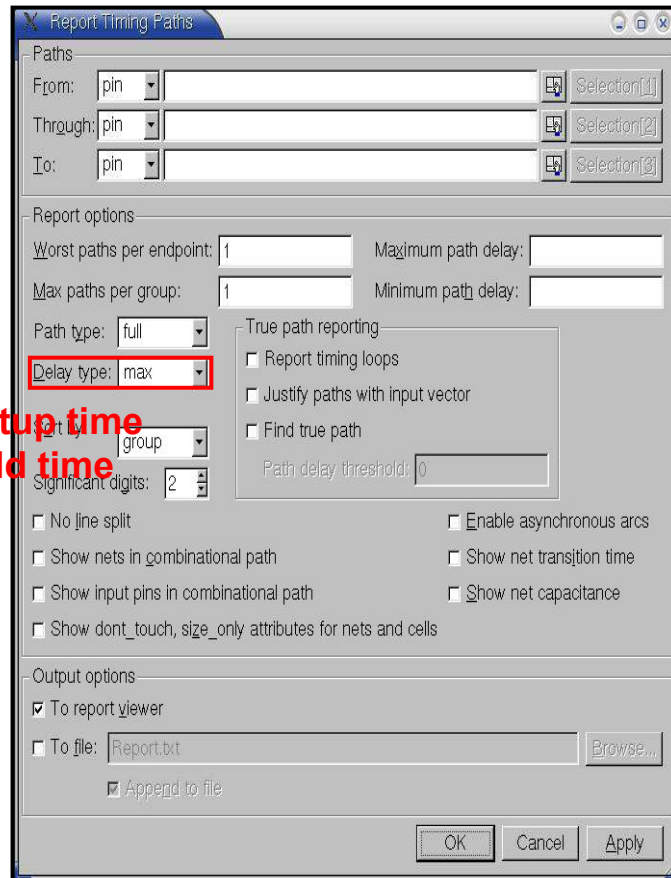 Report Timing Paths
Paths
From: pin Selection[1]
Through: pin Selection[2]
To: pin Selection[3]
Report options
Worst paths per endpoint: 1 Maximum path delay:
Max paths per group: 1 Minimum path delay:
Path type: full True path reporting
Report timing loops
Delay type: max
Justify paths with input vector
tup time
Sort by: group Find true path
ld time
Path delay threshold: 0
Significant digits: 2
No line split Enable asynchronous arcs
Show nets in combinational path Show net transition time
Show input pins in combinational path Show net capacitance
Show dont_touch, size_only attributes for nets and cells
Output options
To report viewer
To file: Report.txt Browse...
Append to file
OK Cancel Apply